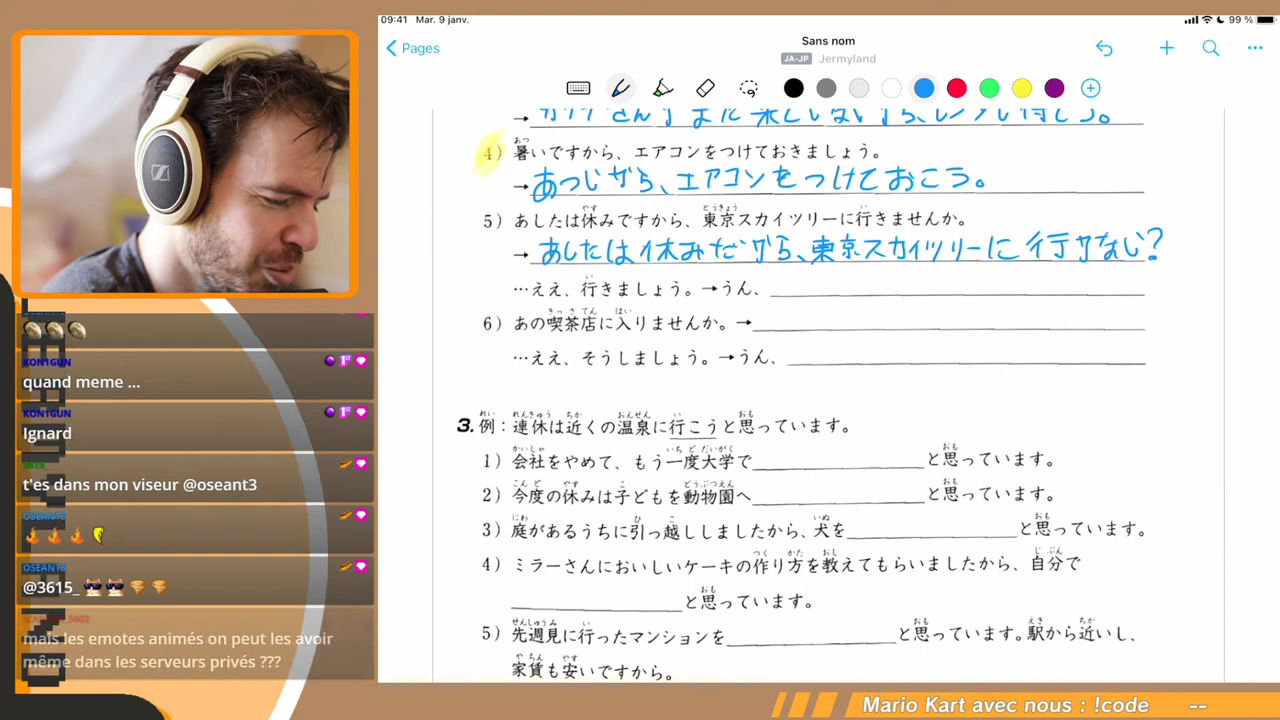 09:41 Mar. 9 janv.
99 %
Pages
Sans nom
JA-JP Jermyland
4) 暑いですから、エアコンをつけておきましょう。
→ あついから、エアコンをつけておこう。
5) あしたは休みですから、東京スカイツリーに行きませんか。
→ あしたは休みだから、東京スカイツリーに行かない?
…ええ、行きましょう。→うん、
6) あの喫茶店に入りませんか。→
…ええ、そうしましょう。→うん、
3. 例:連休は近くの温泉に行こうと思っています。
1) 会社をやめて、もう一度大学で と思っています。
2) 今度の休みは子どもを動物園へ と思っています。
3) 庭があるうちに引っ越ししましたから、犬を と思っています。
4) ミラーさんにおいしいケーキの作り方を教えてもらいましたから、自分で
と思っています。
5) 先週見に行ったマンションを と思っています。駅から近いし、
家賃も安いですから。
KON1GUN
quand meme ...
KON1GUN
Ignard
3615_
t'es dans mon viseur @oseant3
OSEANT3
OSEANT3
@3615_
mais les emotes animés on peut les avoir
même dans les serveurs privés ???
Mario Kart avec nous : !code --